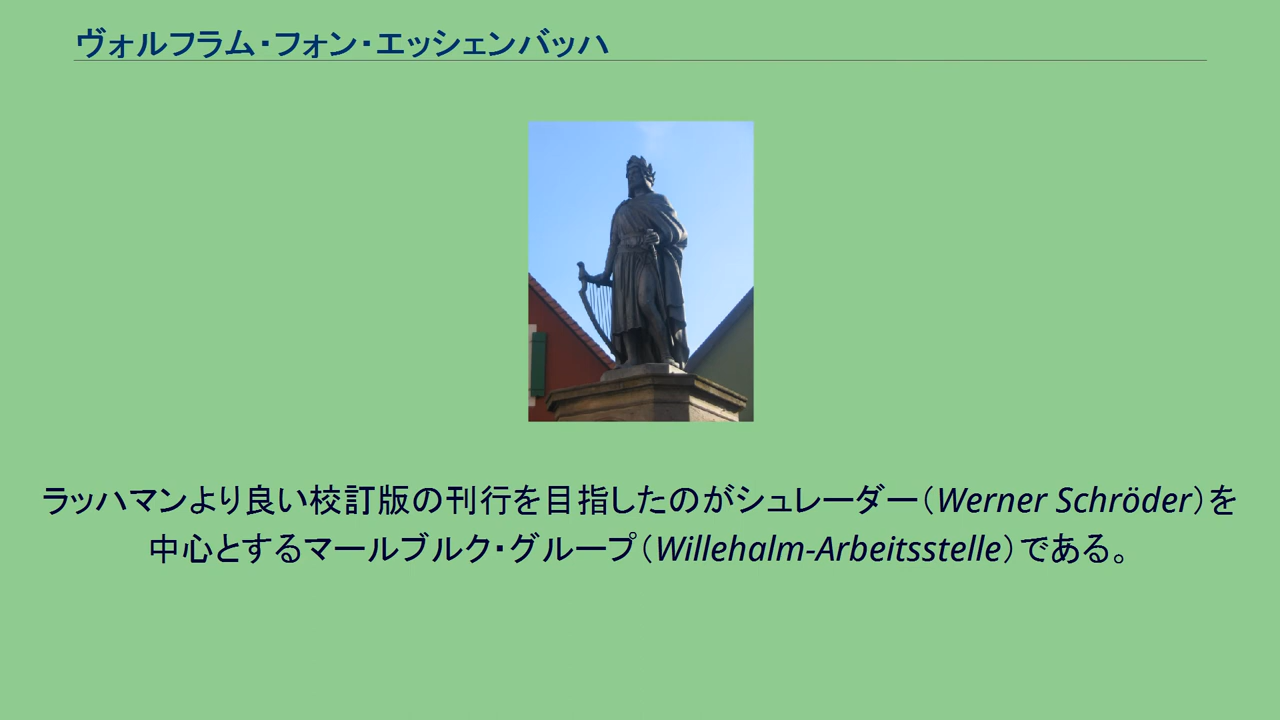 ヴォルフラム・フォン・エッシェンバッハ
ラッハマンより良い校訂版の刊行を目指したのがシュレーダー（Werner Schröder）を
中心とするマールブルク・グループ（Willehalm-Arbeitsstelle）である。